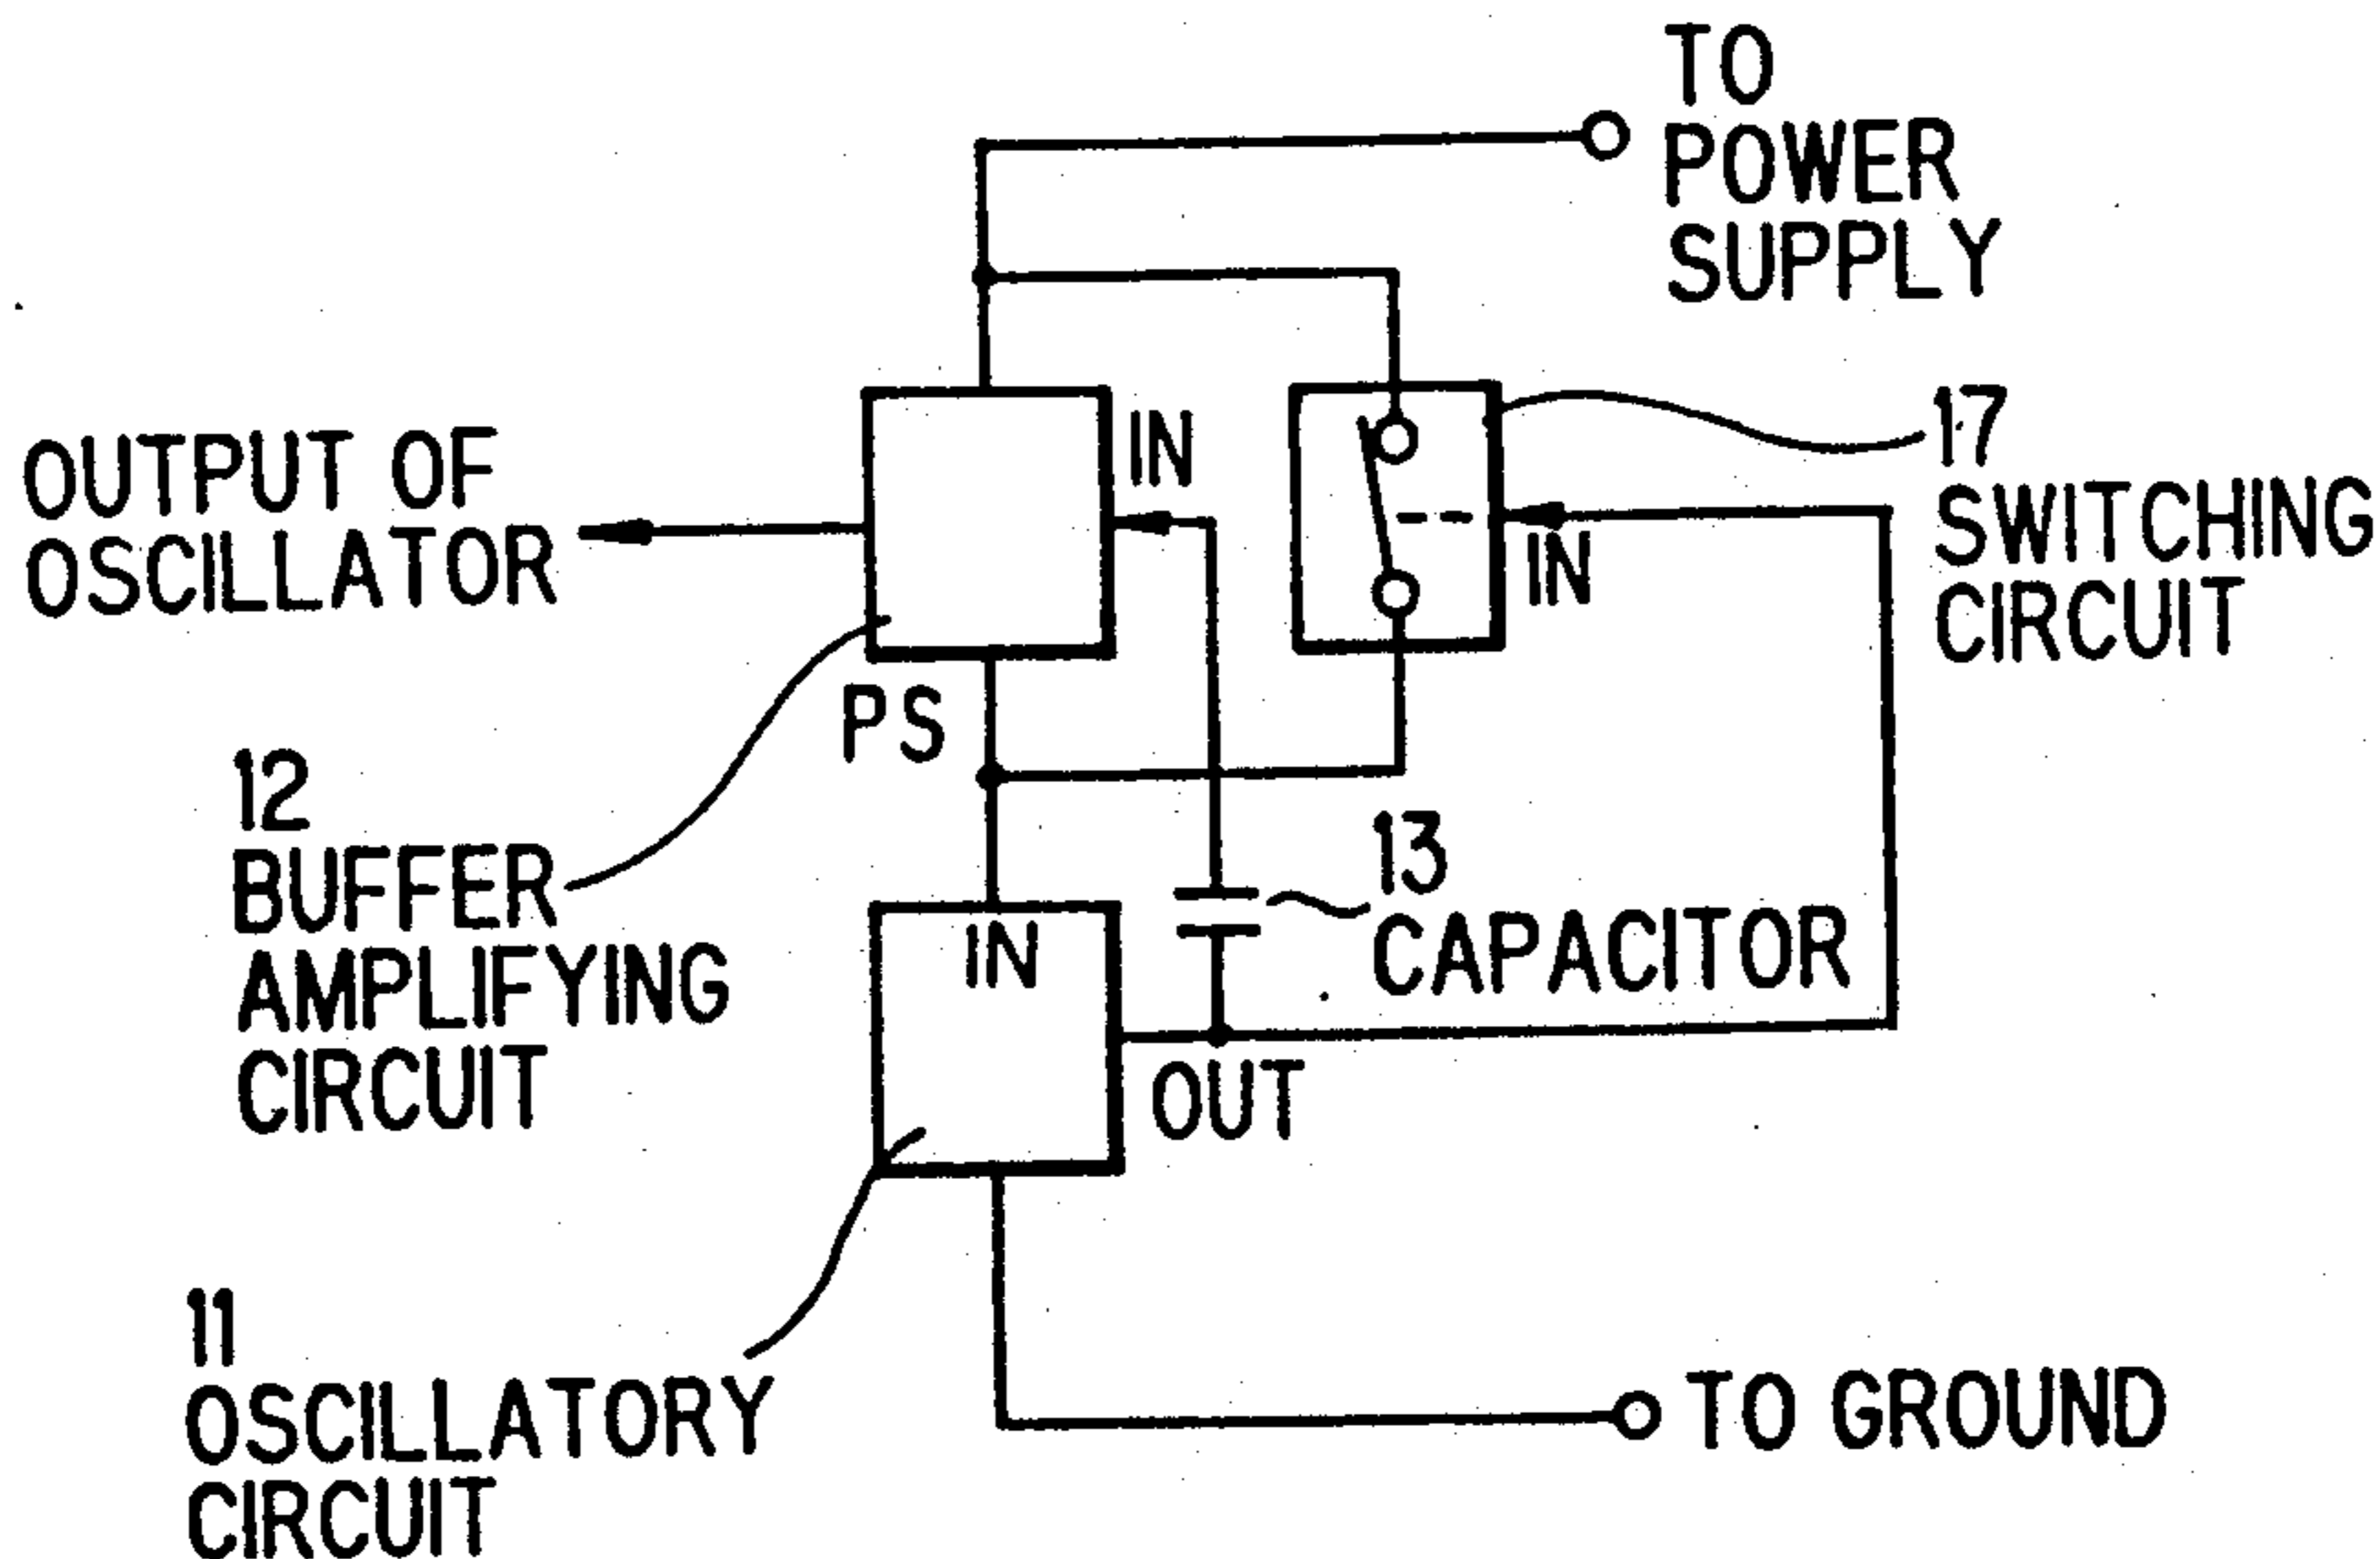 TO
POWER
SUPPLY
IN
17
SWITCHING
CIRCUIT
OUTPUT OF
OSCILLATOR
IN
PS
12
BUFFER
AMPLIFYING
CIRCUIT
13
CAPACITOR
IN
OUT
11
OSCILLATORY
CIRCUIT
TO GROUND